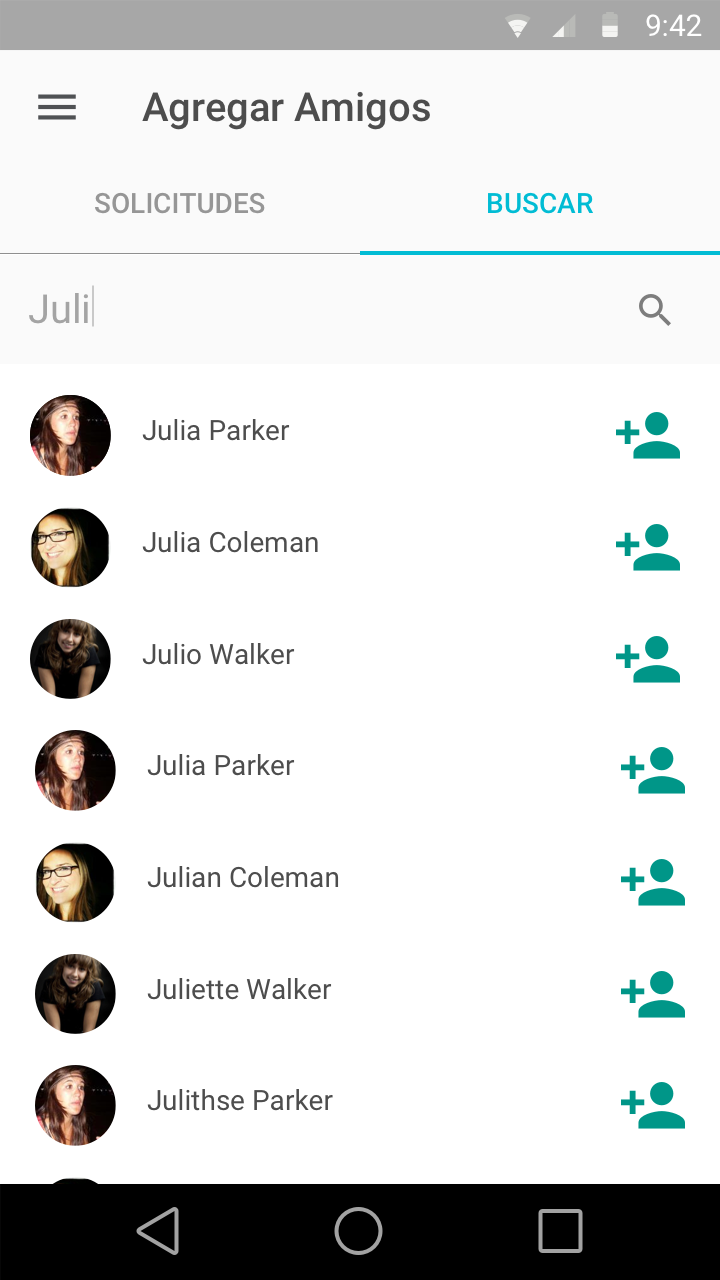 9:42
Agregar Amigos
SOLICITUDES
BUSCAR
Juli
Julia Parker
Julia Coleman
Julio Walker
Julia Parker
Julian Coleman
Juliette Walker
Julithse Parker